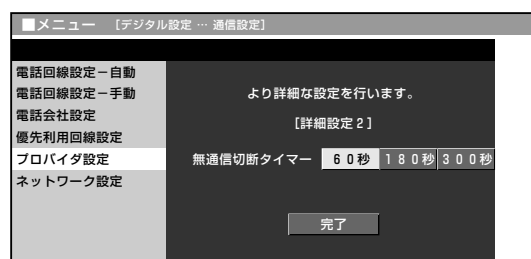 ■メニュー [デジタル設定 … 通信設定]
電話回線設定－自動
電話回線設定－手動
電話会社設定
優先利用回線設定
プロバイダ設定
ネットワーク設定
より詳細な設定を行います。
［詳細設定２］
無通信切断タイマー ６０秒 １８０秒 ３００秒
完了